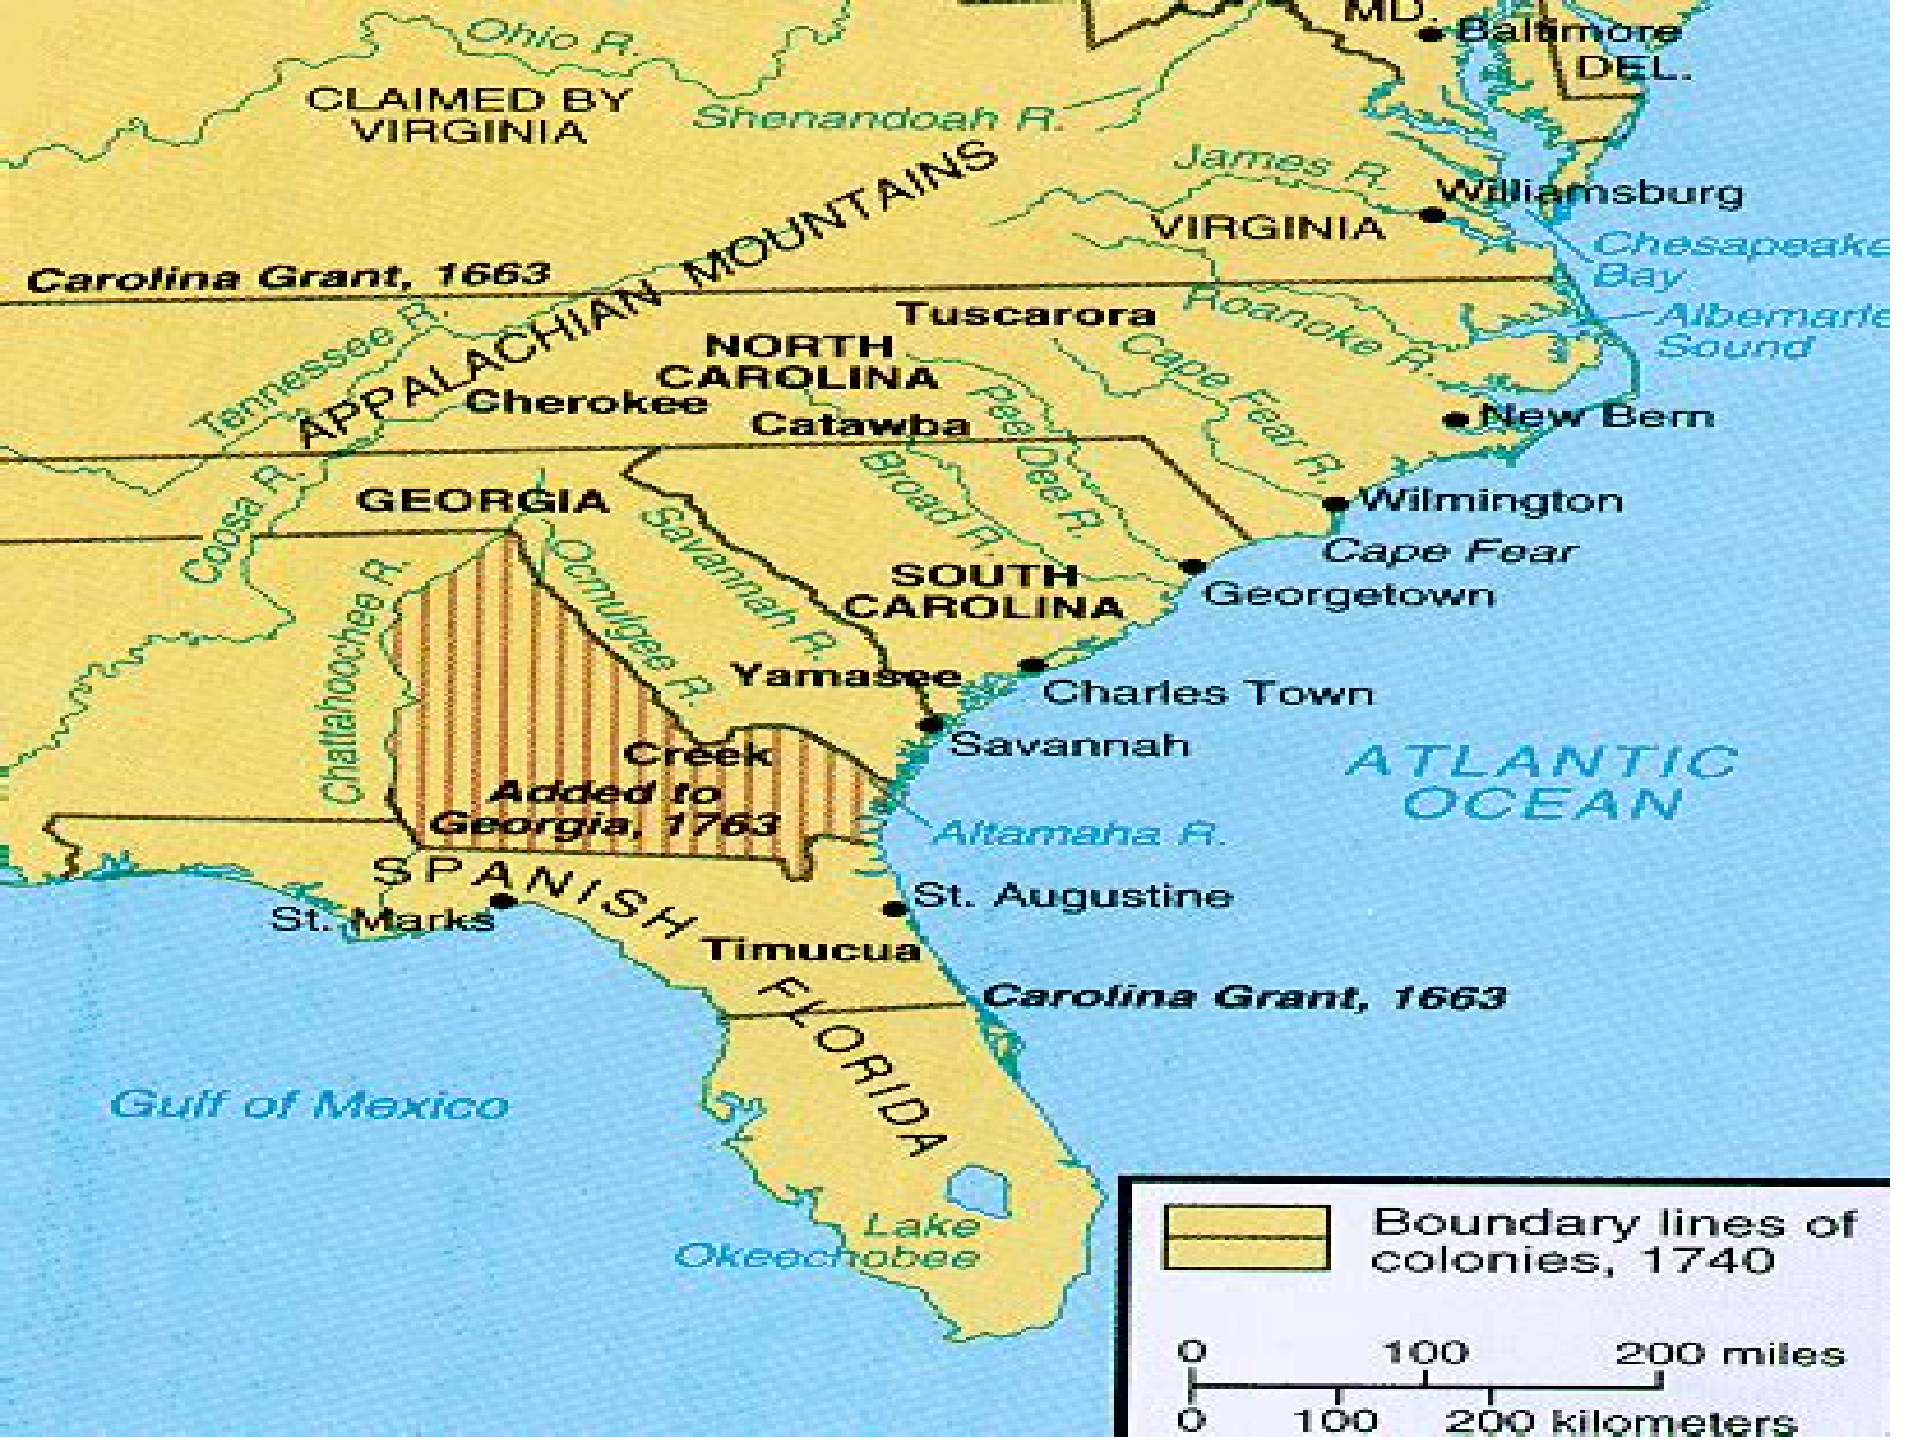 MD.
Baltimore
DEL.
Ohio R.
CLAIMED BY
VIRGINIA
Shenandoah R.
APPALACHIAN MOUNTAINS
James R.
Williamsburg
VIRGINIA
Chesapeake
Bay
Carolina Grant, 1663
Tuscarora
Roanoke R.
Albemarle
Sound
Tennessee R.
NORTH
CAROLINA
Cape Fear R.
Cherokee
Catawba
Pee Dee R.
New Bern
Coosa R.
GEORGIA
Broad R.
Savannah R.
Wilmington
Cape Fear
Ocmulgee R.
Chattahoochee R.
SOUTH
CAROLINA
Georgetown
Yamasee
Charles Town
Savannah
Creek
Added to
Georgia, 1763
ATLANTIC
OCEAN
Altamaha R.
SPANISH FLORIDA
St. Marks
St. Augustine
Timucua
Carolina Grant, 1663
Gulf of Mexico
Lake
Okeechobee
Boundary lines of
colonies, 1740
0 100 200 miles
0 100 200 kilometers